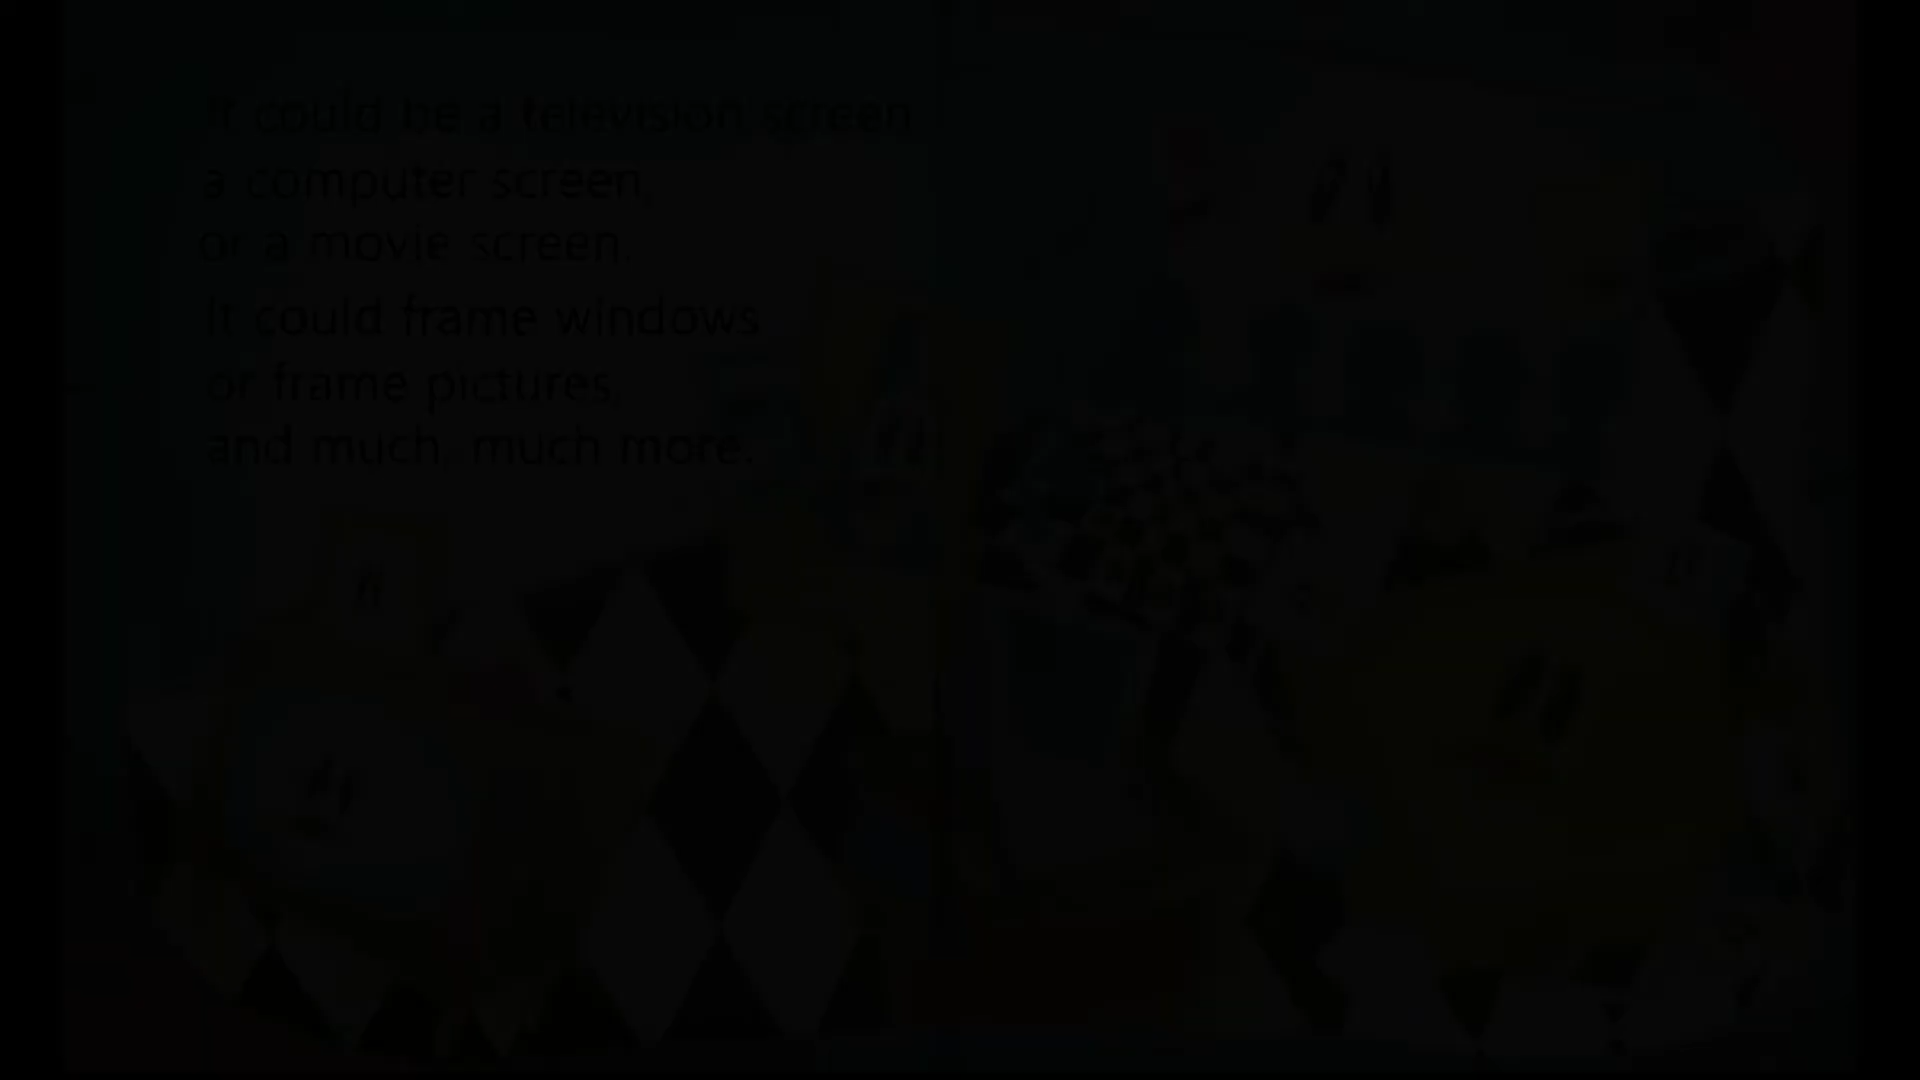 It could be a television screen
a computer screen,
or a movie screen.
It could frame windows
or frame pictures,
and much, much more.